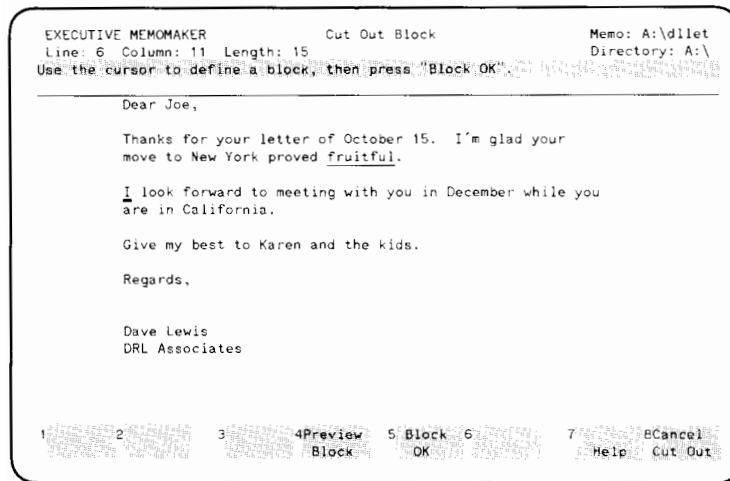 EXECUTIVE MEMOMAKER Cut Out Block Memo: A:\dllet
Line: 6 Column: 11 Length: 15 Directory: A:\
Use the cursor to define a block, then press "Block OK".
Dear Joe,
Thanks for your letter of October 15. I´m glad your
move to New York proved fruitful.
I look forward to meeting with you in December while you
are in California.
Give my best to Karen and the kids.
Regards,
Dave Lewis
DRL Associates
1 2 3 4Preview 5 Block 6 7 8Cancel
Block OK Help Cut Out